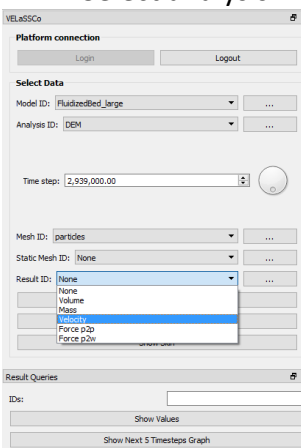 VELaSSCo
Platform connection
Login Logout
Select Data
Model ID: FluidizedBed_large ...
Analysis ID: DEM ...
Time step: 2,939,000.00
Mesh ID: particles ...
Static Mesh ID: None ...
Result ID: None ...
None
Volume
Mass
Velocity
Force p2p
Force p2w
Result Queries
IDs:
Show Values
Show Next 5 Timesteps Graph